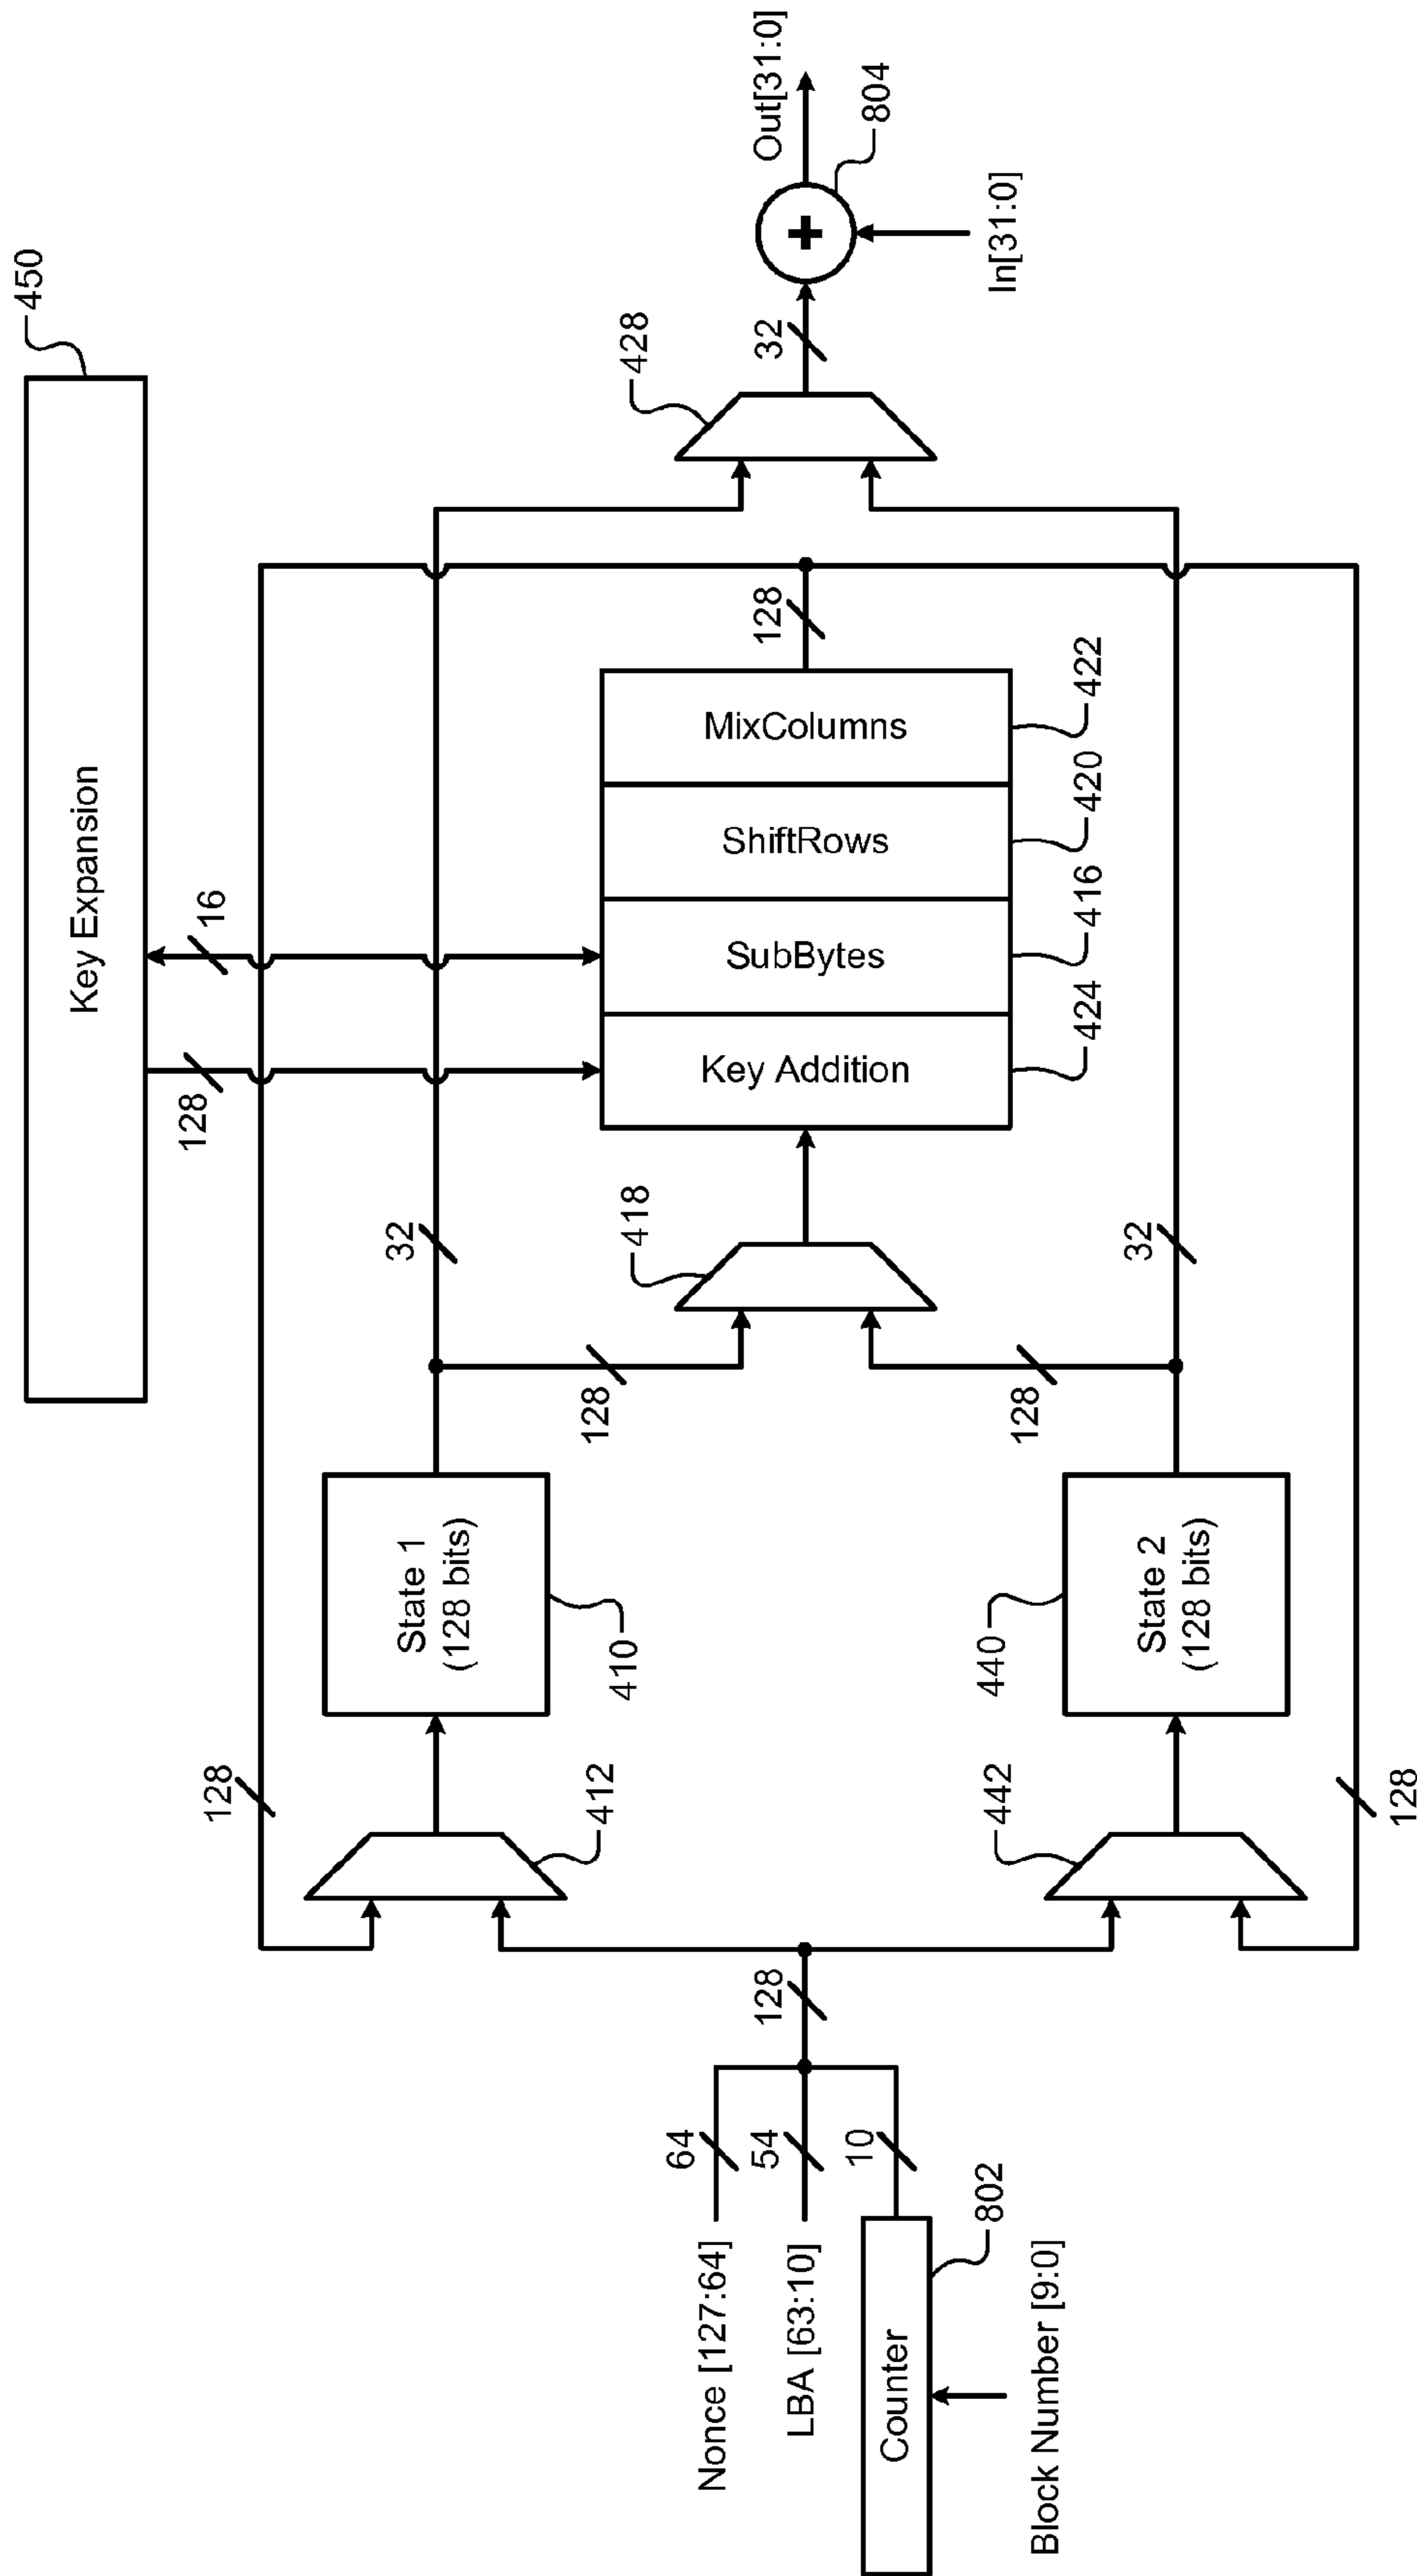 450
Key Expansion
128
16
128
32
428
Out[31:0]
32
804
In[31:0]
128
State 1
(128 bits)
410
412
128
418
Key Addition
SubBytes
ShiftRows
MixColumns
424
416
420
422
128
Nonce [127:64]
64
LBA [63:10]
54
10
128
Counter
802
Block Number [9:0]
128
State 2
(128 bits)
440
442
32
128